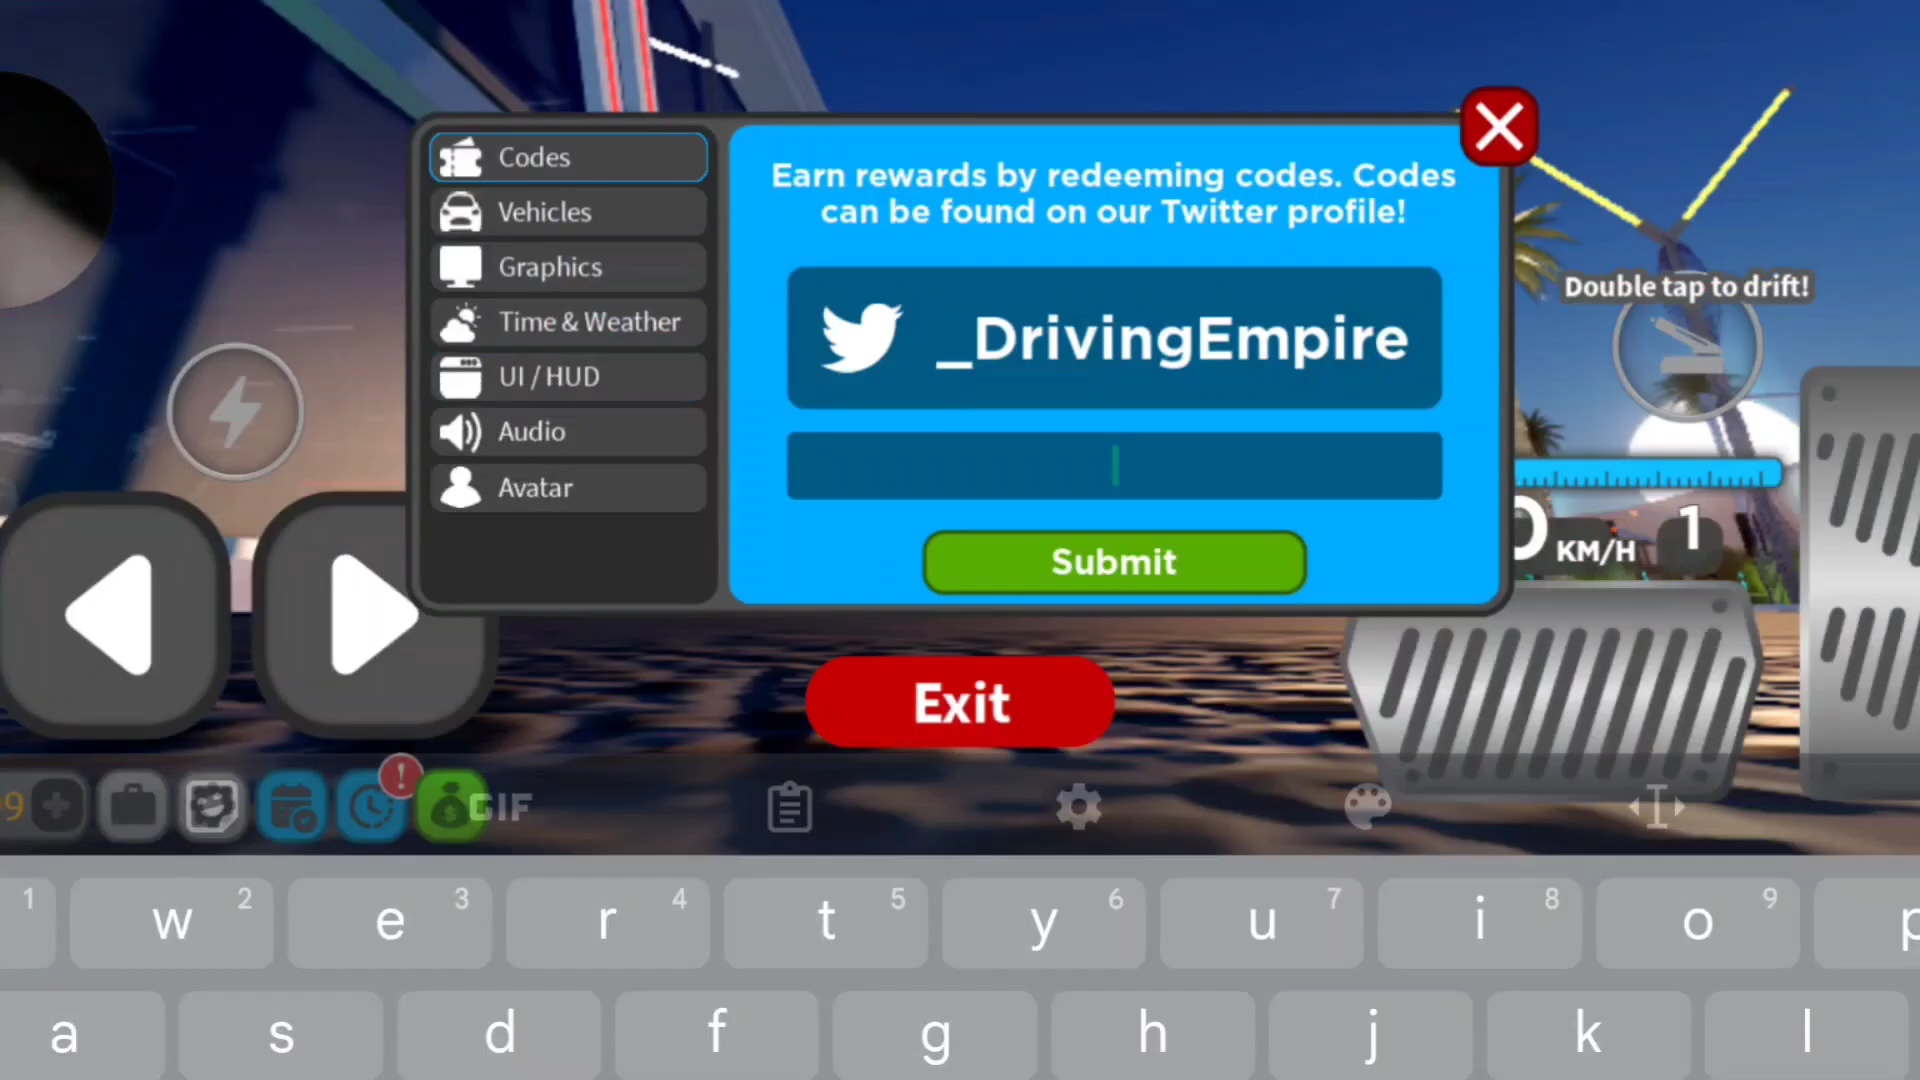 Codes
Vehicles
Graphics
Time & Weather
UI / HUD
Audio
Avatar
Earn rewards by redeeming codes. Codes
can be found on our Twitter profile!
_DrivingEmpire
Submit
Exit
Double tap to drift!
0 KM/H 1
9
!
GIF
1 2 3 4 5 6 7 8 9
w e r t y u i o p
a s d f g h j k l